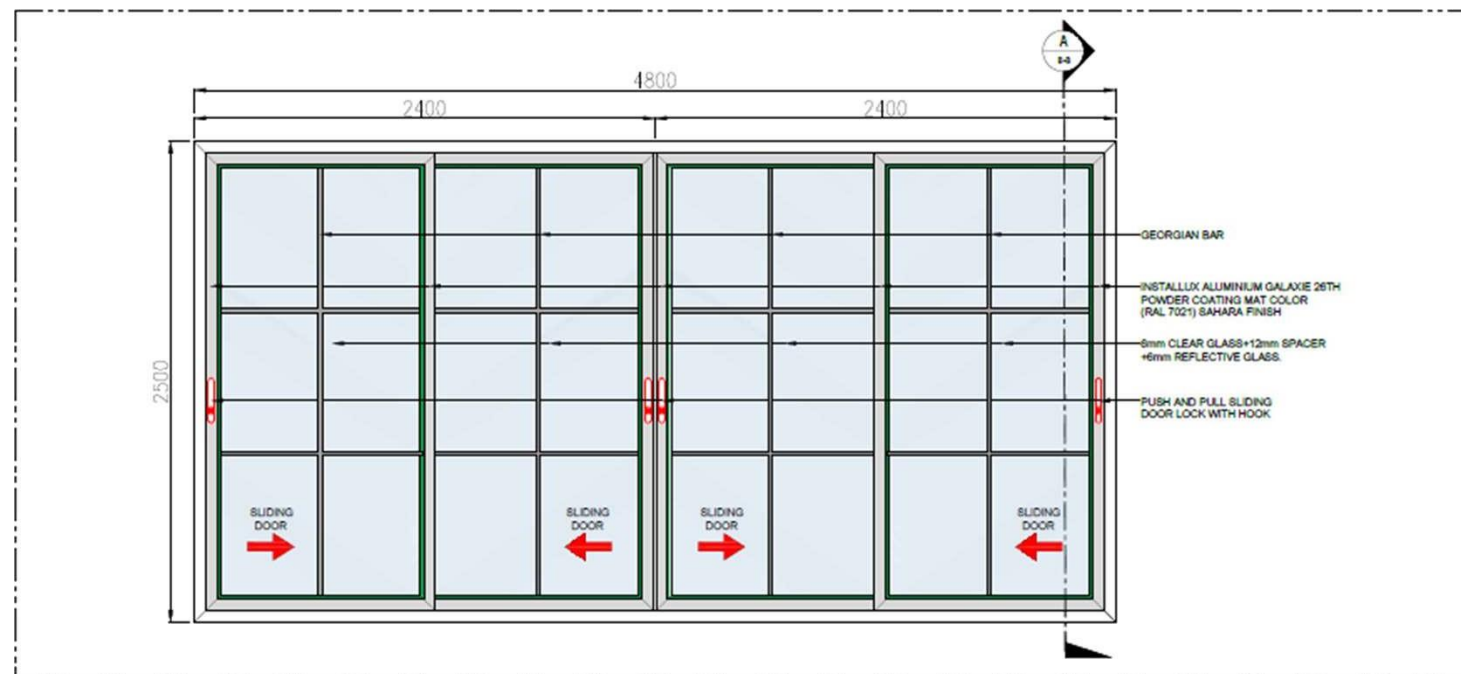 A
4800
2400
2400
2500
GEORGIAN BAR
INSTALLUX ALUMINIUM GALAXIE 26TH
POWDER COATING MAT COLOR
(RAL 7021) SAHARA FINISH
6mm CLEAR GLASS+12mm SPACER
+6mm REFLECTIVE GLASS.
PUSH AND PULL SLIDING
DOOR LOCK WITH HOOK
SLIDING
DOOR
SLIDING
DOOR
SLIDING
DOOR
SLIDING
DOOR